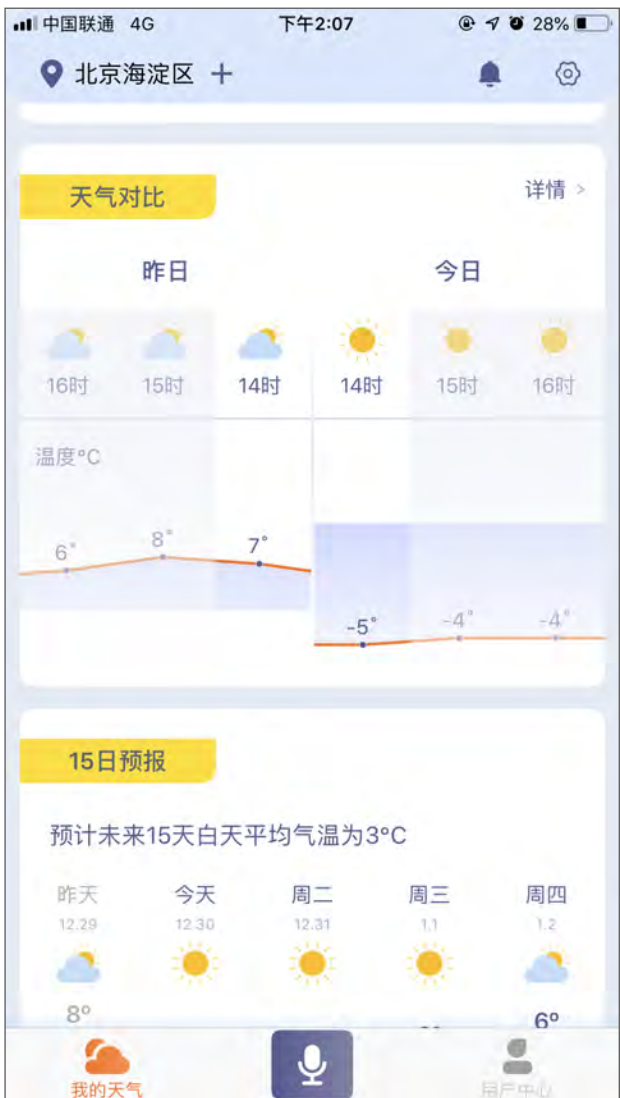 中国联通 4G 下午2:07 28%
北京海淀区 +
天气对比 详情 >
昨日 今日
16时 15时 14时 14时 15时 16时
温度°C
6° 8° 7° -5° -4° -4°
15日预报
预计未来15天白天平均气温为3°C
昨天 今天 周二 周三 周四
12.29 12.30 12.31 1.1 1.2
8° 6°
我的天气 用户中心